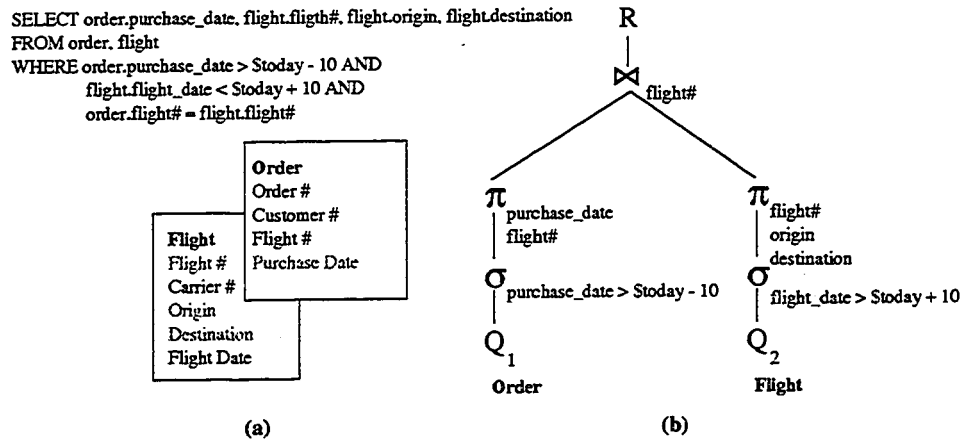 SELECT order.purchase_date, flight.fligth#, flight.origin, flight.destination
FROM order, flight
WHERE order.purchase_date > $today - 10 AND
flight.flight_date < $today + 10 AND
order.flight# = flight.flight#
Order
Order #
Customer #
Flight #
Purchase Date
Flight
Flight #
Carrier #
Origin
Destination
Flight Date
(a)
R
⋈
flight#
π
purchase_date
flight#
σ
purchase_date > $today - 10
Q1
Order
π
flight#
origin
destination
σ
flight_date > $today + 10
Q2
Flight
(b)